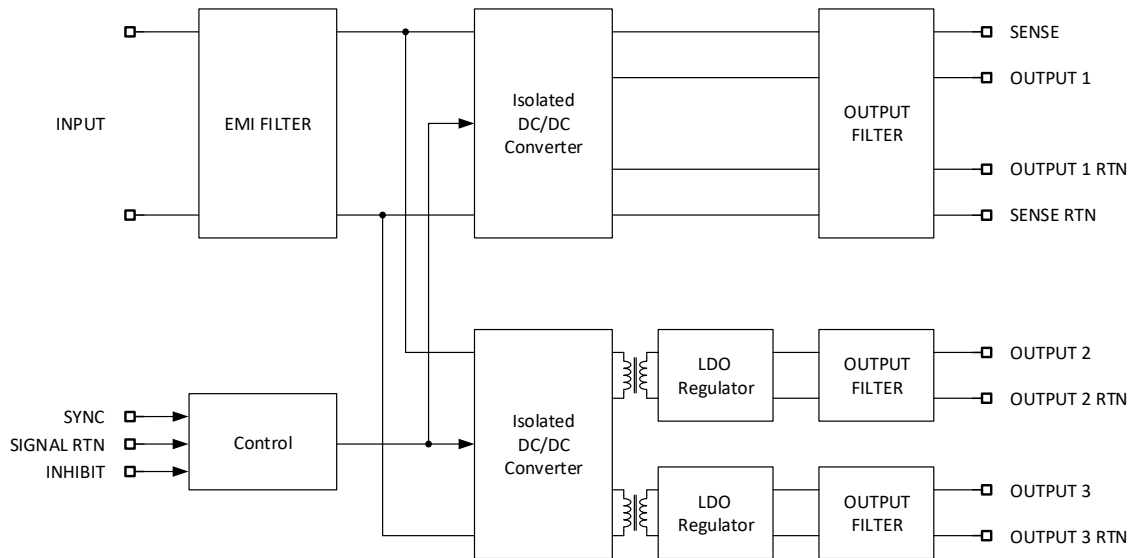 INPUT
EMI FILTER
Isolated
DC/DC
Converter
OUTPUT
FILTER
SENSE
OUTPUT 1
OUTPUT 1 RTN
SENSE RTN
SYNC
SIGNAL RTN
INHIBIT
Control
Isolated
DC/DC
Converter
LDO
Regulator
OUTPUT
FILTER
OUTPUT 2
OUTPUT 2 RTN
LDO
Regulator
OUTPUT
FILTER
OUTPUT 3
OUTPUT 3 RTN